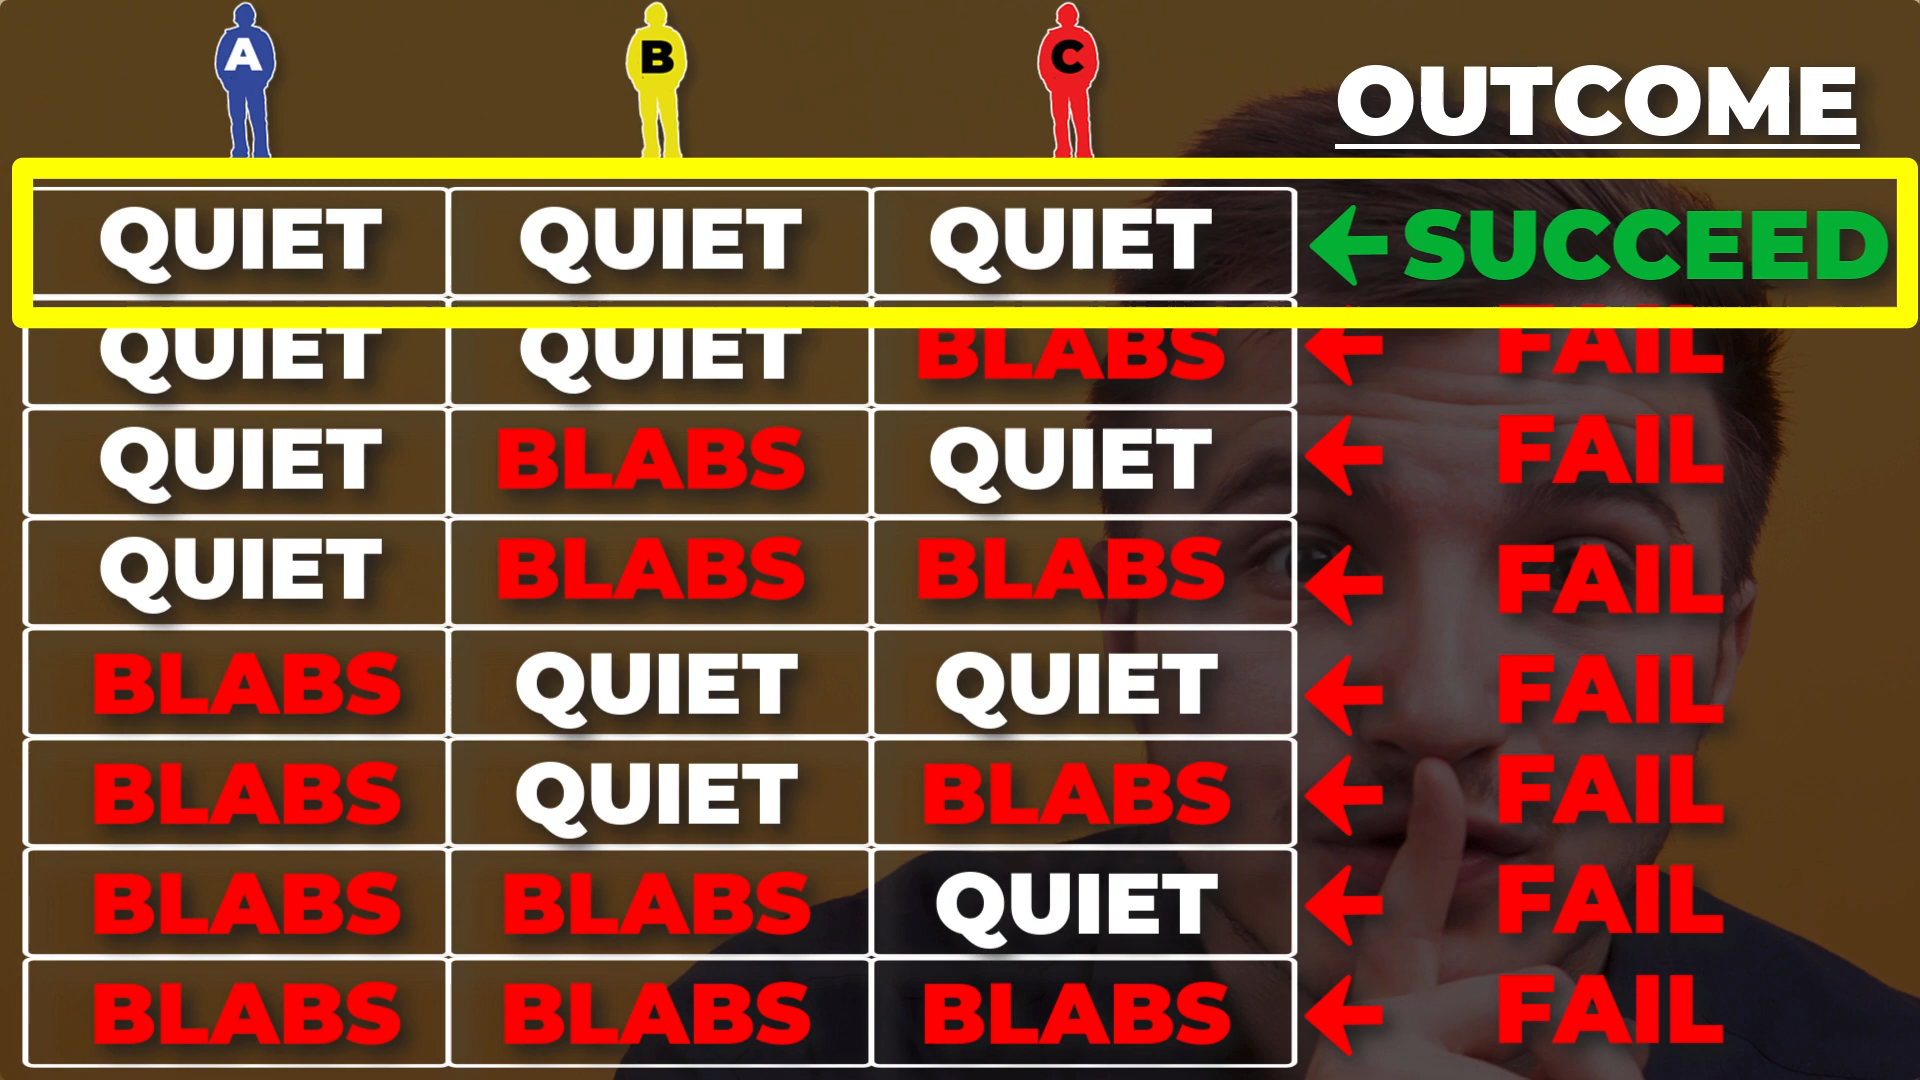 A B C
OUTCOME
QUIET QUIET QUIET ← SUCCEED
QUIET QUIET BLABS ← FAIL
QUIET BLABS QUIET ← FAIL
QUIET BLABS BLABS ← FAIL
BLABS QUIET QUIET ← FAIL
BLABS QUIET BLABS ← FAIL
BLABS BLABS QUIET ← FAIL
BLABS BLABS BLABS ← FAIL